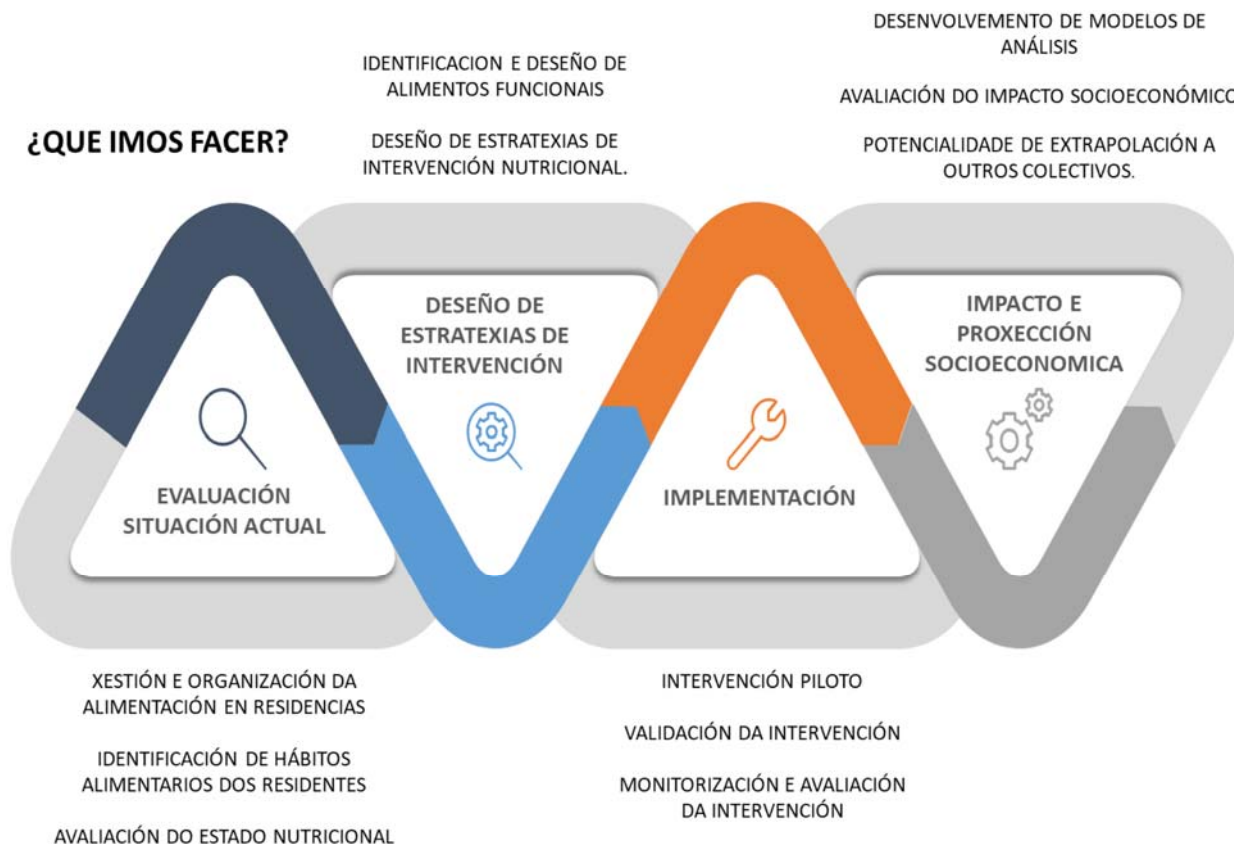 ¿QUE IMOS FACER?
IDENTIFICACION E DESEÑO DE
ALIMENTOS FUNCIONAIS
DESEÑO DE ESTRATEXIAS DE
INTERVENCIÓN NUTRICIONAL.
DESENVOLVEMENTO DE MODELOS DE
ANÁLISIS
AVALIACIÓN DO IMPACTO SOCIOECONÓMICO
POTENCIALIDADE DE EXTRAPOLACIÓN A
OUTROS COLECTIVOS.
EVALUACIÓN
SITUACIÓN ACTUAL
DESEÑO DE
ESTRATEXIAS DE
INTERVENCIÓN
IMPLEMENTACIÓN
IMPACTO E
PROXECCIÓN
SOCIOECONOMICA
XESTIÓN E ORGANIZACIÓN DA
ALIMENTACIÓN EN RESIDENCIAS
IDENTIFICACIÓN DE HÁBITOS
ALIMENTARIOS DOS RESIDENTES
AVALIACIÓN DO ESTADO NUTRICIONAL
INTERVENCIÓN PILOTO
VALIDACIÓN DA INTERVENCIÓN
MONITORIZACIÓN E AVALIACIÓN
DA INTERVENCIÓN